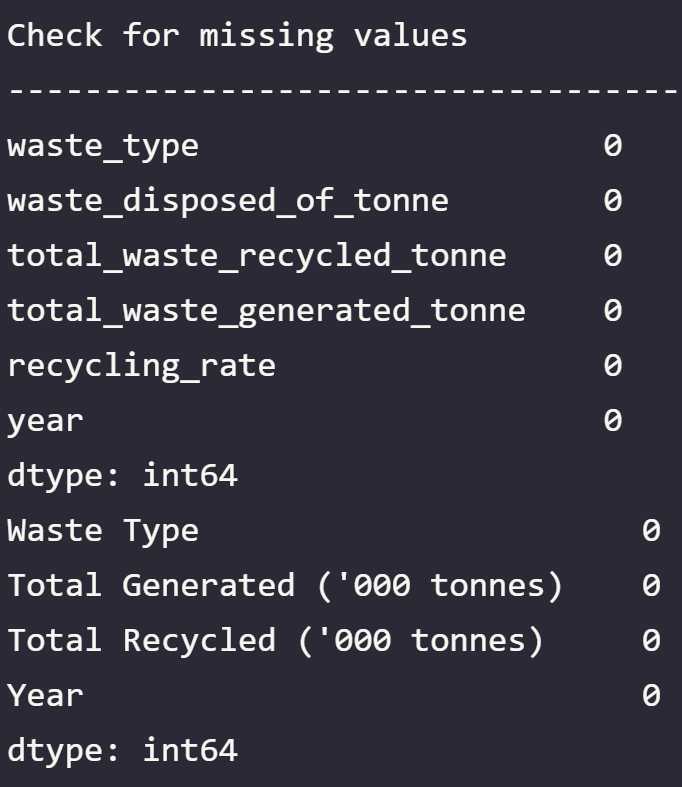 Check for missing values
-----------------------------------
waste_type                     0
waste_disposed_of_tonne        0
total_waste_recycled_tonne     0
total_waste_generated_tonne    0
recycling_rate                 0
year                           0
dtype: int64
Waste Type                       0
Total Generated ('000 tonnes)    0
Total Recycled ('000 tonnes)     0
Year                             0
dtype: int64